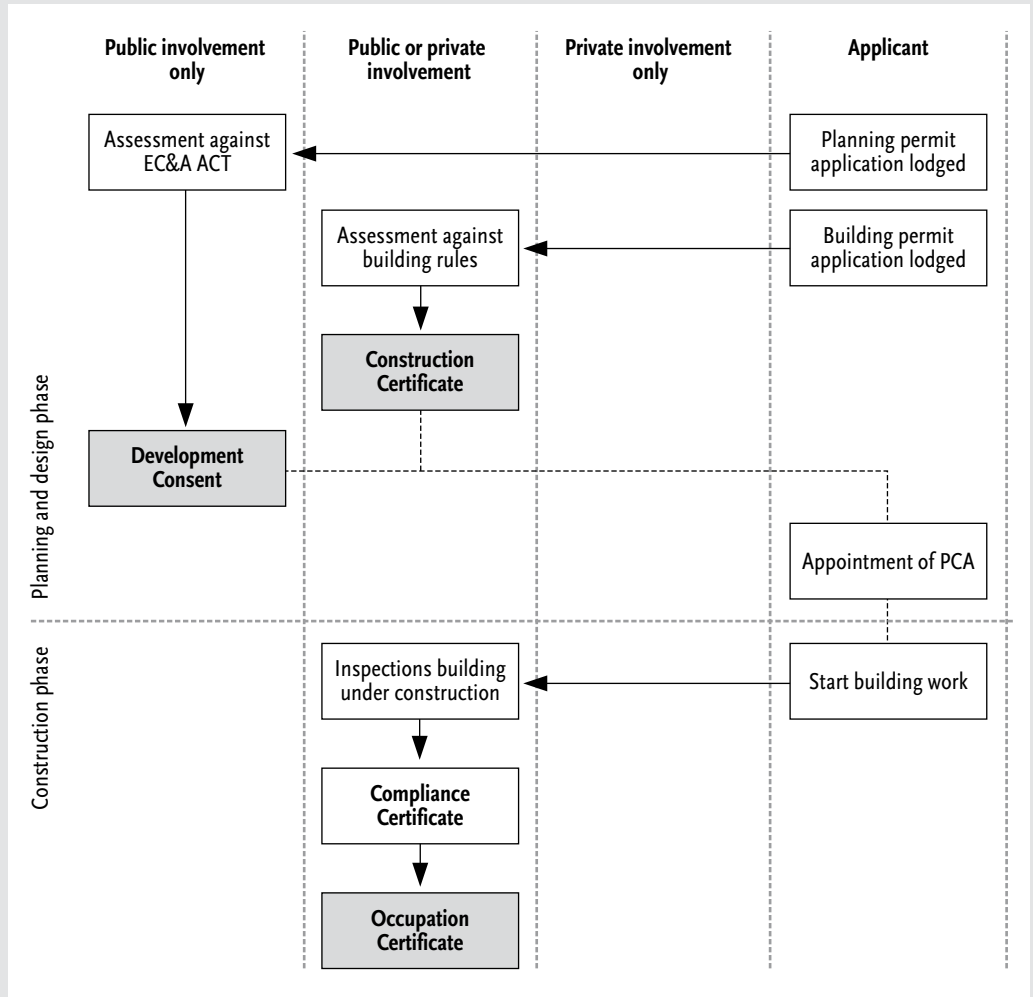 Public involvement
only
Public or private
involvement
Private involvement
only
Applicant
Assessment against
EC&A ACT
Planning permit
application lodged
Assessment against
building rules
Building permit
application lodged
Construction
Certificate
Development
Consent
Planning and design phase
Appointment of PCA
Construction phase
Inspections building
under construction
Start building work
Compliance
Certificate
Occupation
Certificate